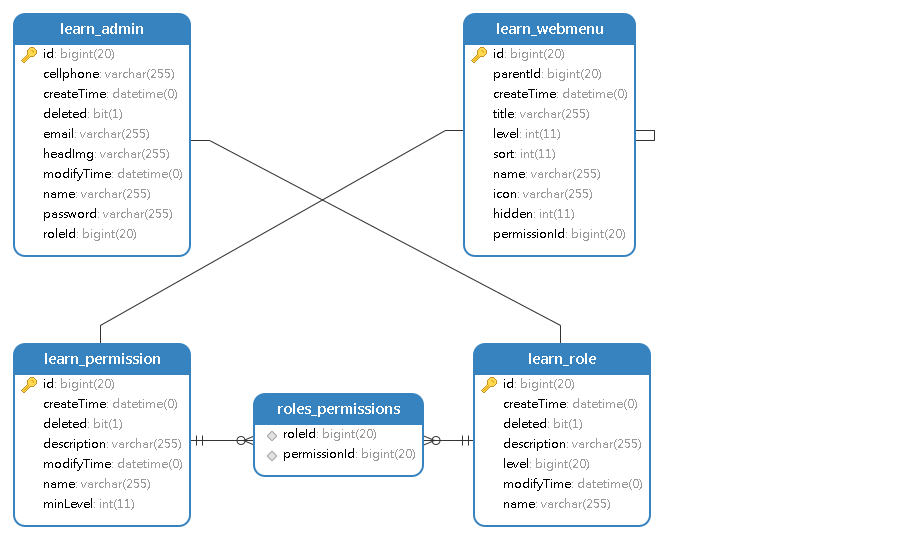 learn_admin
id: bigint(20)
cellphone: varchar(255)
createTime: datetime(0)
deleted: bit(1)
email: varchar(255)
headImg: varchar(255)
modifyTime: datetime(0)
name: varchar(255)
password: varchar(255)
roleId: bigint(20)
learn_webmenu
id: bigint(20)
parentId: bigint(20)
createTime: datetime(0)
title: varchar(255)
level: int(11)
sort: int(11)
name: varchar(255)
icon: varchar(255)
hidden: int(11)
permissionId: bigint(20)
learn_permission
id: bigint(20)
createTime: datetime(0)
deleted: bit(1)
description: varchar(255)
modifyTime: datetime(0)
name: varchar(255)
minLevel: int(11)
roles_permissions
roleId: bigint(20)
permissionId: bigint(20)
learn_role
id: bigint(20)
createTime: datetime(0)
deleted: bit(1)
description: varchar(255)
level: bigint(20)
modifyTime: datetime(0)
name: varchar(255)